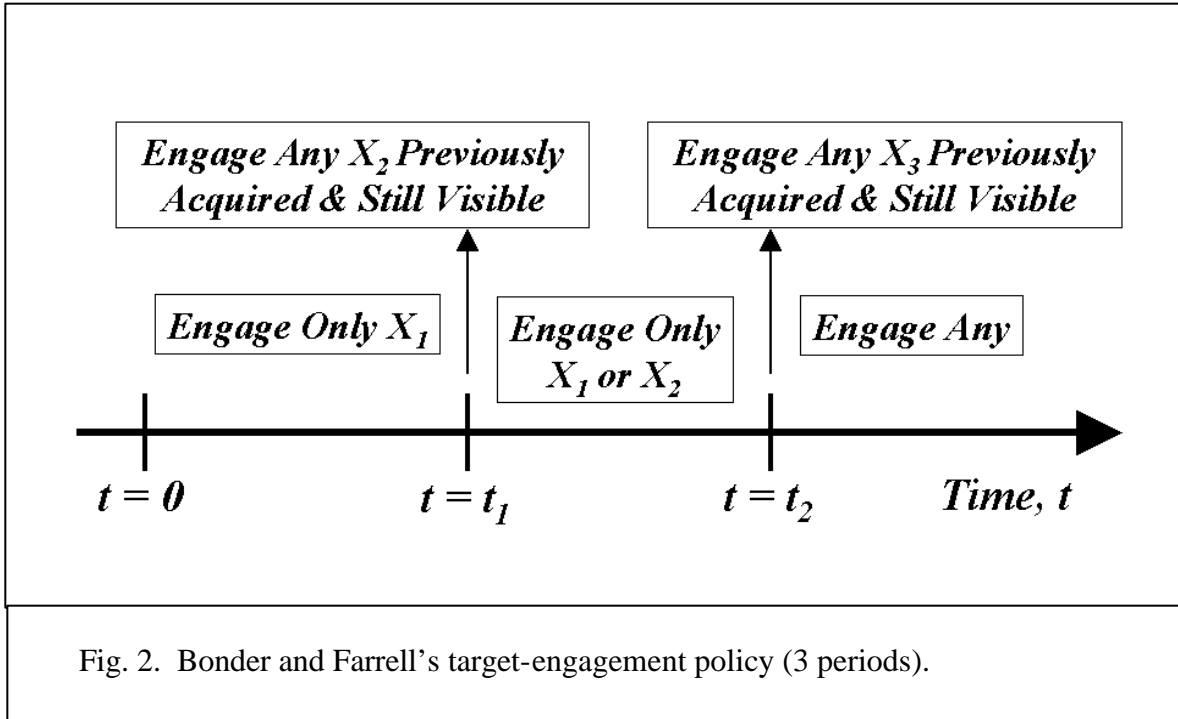 Engage Any X2 Previously
Acquired & Still Visible
Engage Any X3 Previously
Acquired & Still Visible
Engage Only X1
Engage Only
X1 or X2
Engage Any
t = 0
t = t1
t = t2
Time, t
Fig. 2. Bonder and Farrell’s target-engagement policy (3 periods).